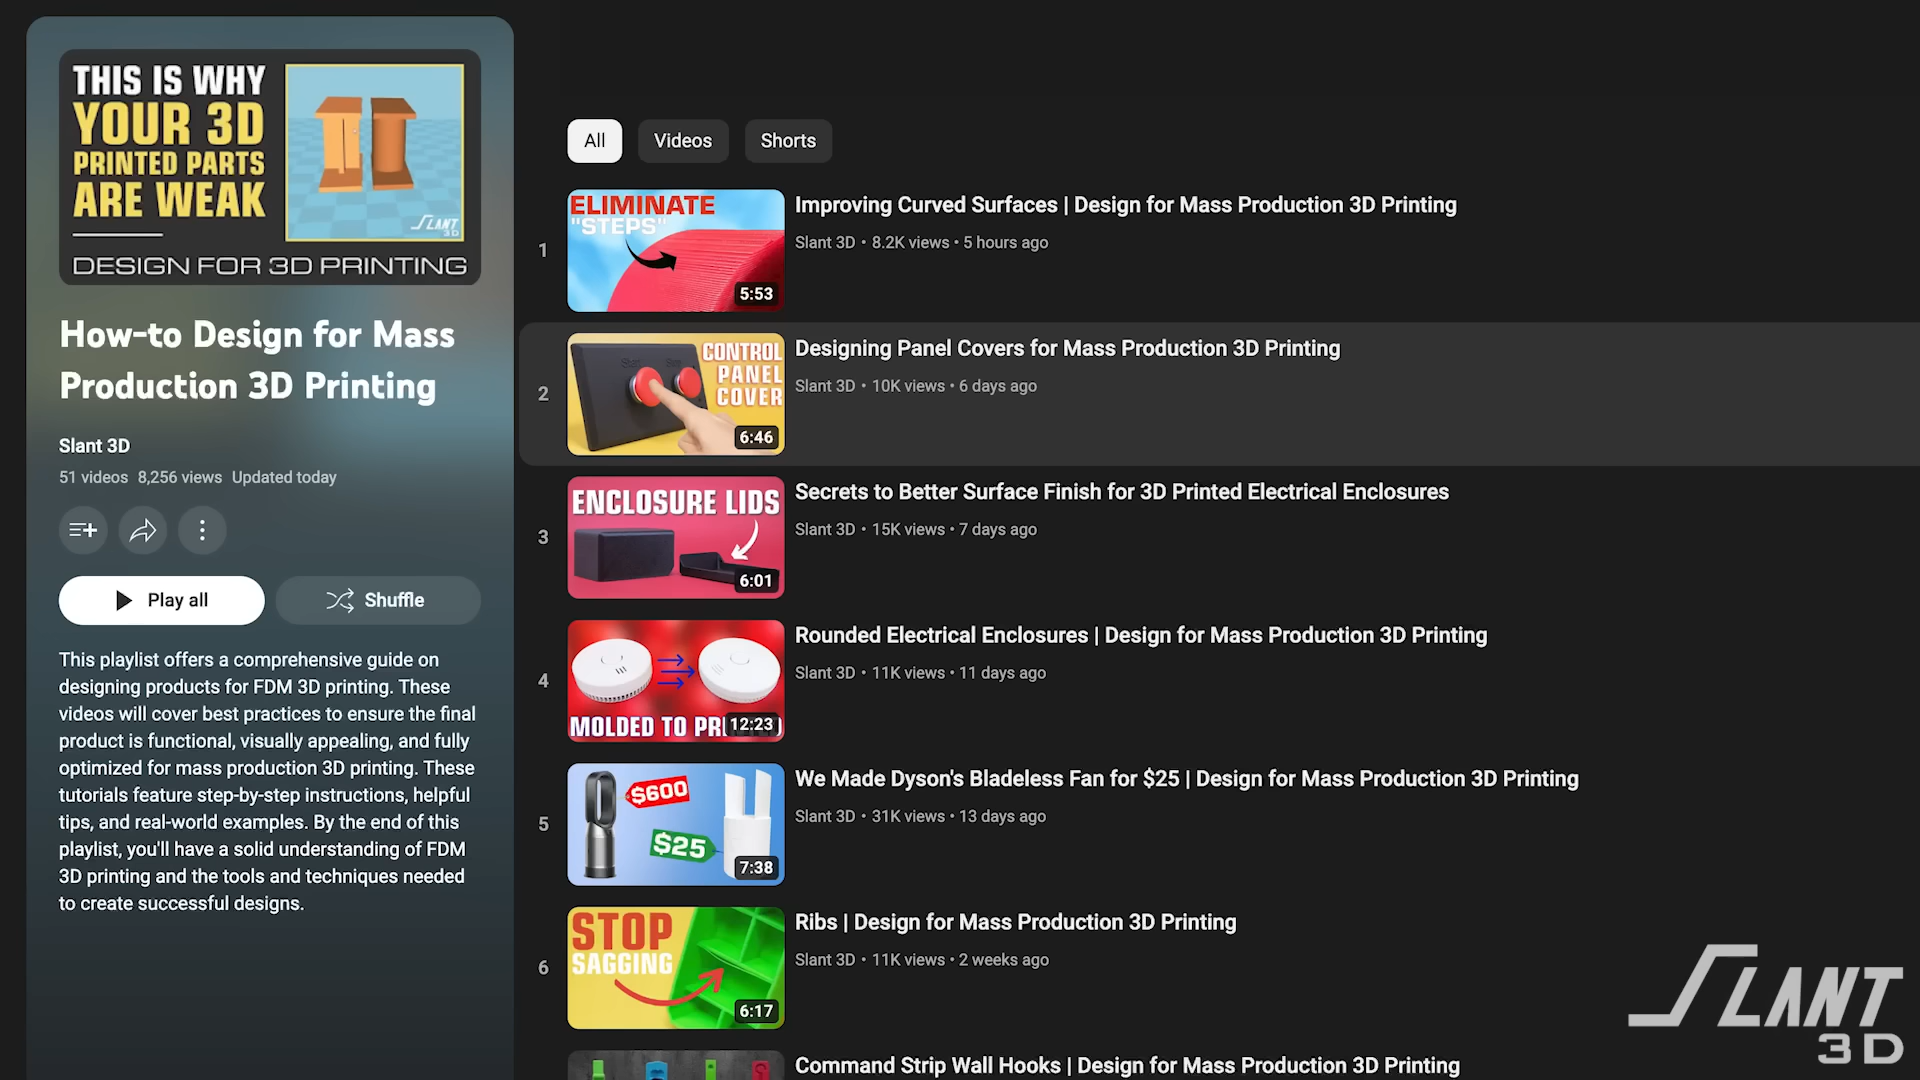 THIS IS WHY
YOUR 3D
PRINTED PARTS
ARE WEAK
SLANT
3D
DESIGN FOR 3D PRINTING
How-to Design for Mass
Production 3D Printing
Slant 3D
51 videos 8,256 views Updated today
Play all
Shuffle
This playlist offers a comprehensive guide on
designing products for FDM 3D printing. These
videos will cover best practices to ensure the final
product is functional, visually appealing, and fully
optimized for mass production 3D printing. These
tutorials feature step-by-step instructions, helpful
tips, and real-world examples. By the end of this
playlist, you'll have a solid understanding of FDM
3D printing and the tools and techniques needed
to create successful designs.
All
Videos
Shorts
1
ELIMINATE
"STEPS"
5:53
Improving Curved Surfaces | Design for Mass Production 3D Printing
Slant 3D • 8.2K views • 5 hours ago
2
CONTROL
PANEL
COVER
6:46
Designing Panel Covers for Mass Production 3D Printing
Slant 3D • 10K views • 6 days ago
3
ENCLOSURE LIDS
6:01
Secrets to Better Surface Finish for 3D Printed Electrical Enclosures
Slant 3D • 15K views • 7 days ago
4
MOLDED TO
12:23
Rounded Electrical Enclosures | Design for Mass Production 3D Printing
Slant 3D • 11K views • 11 days ago
5
$600
$25
7:38
We Made Dyson's Bladeless Fan for $25 | Design for Mass Production 3D Printing
Slant 3D • 31K views • 13 days ago
6
STOP
SAGGING
6:17
Ribs | Design for Mass Production 3D Printing
Slant 3D • 11K views • 2 weeks ago
Command Strip Wall Hooks | Design for Mass Production 3D Printing
SLANT
3D